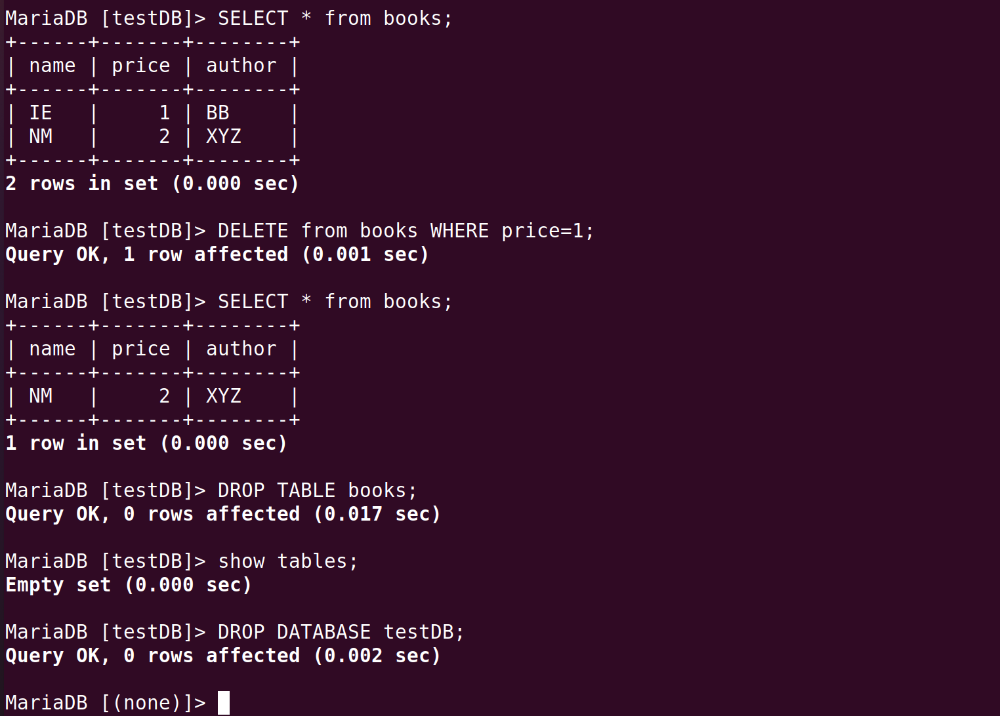 MariaDB [testDB]> SELECT * from books;
+------+-------+--------+
| name | price | author |
+------+-------+--------+
| IE   |     1 | BB     |
| NM   |     2 | XYZ    |
+------+-------+--------+
2 rows in set (0.000 sec)
MariaDB [testDB]> DELETE from books WHERE price=1;
Query OK, 1 row affected (0.001 sec)
MariaDB [testDB]> SELECT * from books;
+------+-------+--------+
| name | price | author |
+------+-------+--------+
| NM   |     2 | XYZ    |
+------+-------+--------+
1 row in set (0.000 sec)
MariaDB [testDB]> DROP TABLE books;
Query OK, 0 rows affected (0.017 sec)
MariaDB [testDB]> show tables;
Empty set (0.000 sec)
MariaDB [testDB]> DROP DATABASE testDB;
Query OK, 0 rows affected (0.002 sec)
MariaDB [(none)]>